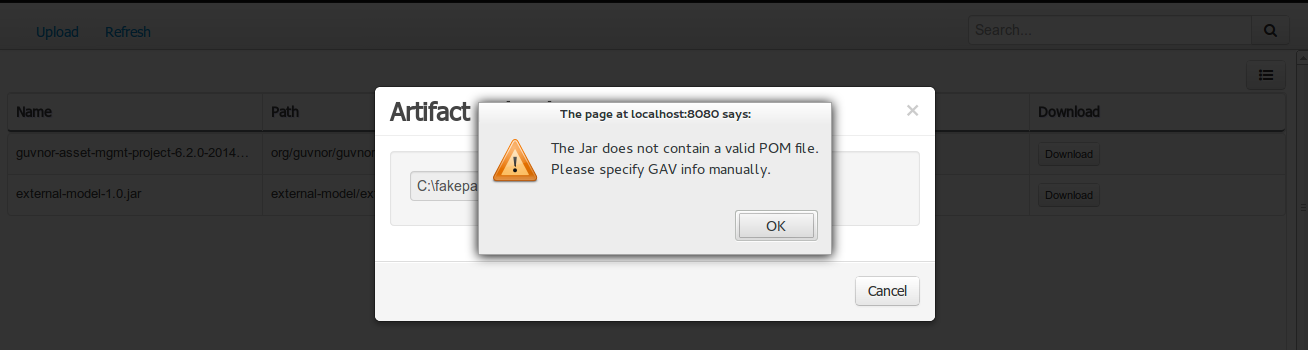 Upload Refresh Search...
Name Path Download
guvnor-asset-mgmt-project-6.2.0-2014... org/guvnor/guvnor Download
external-model-1.0.jar external-model/ex Download
Artifact ×
C:\fakepa
The page at localhost:8080 says:
The Jar does not contain a valid POM file.
Please specify GAV info manually.
OK
Cancel